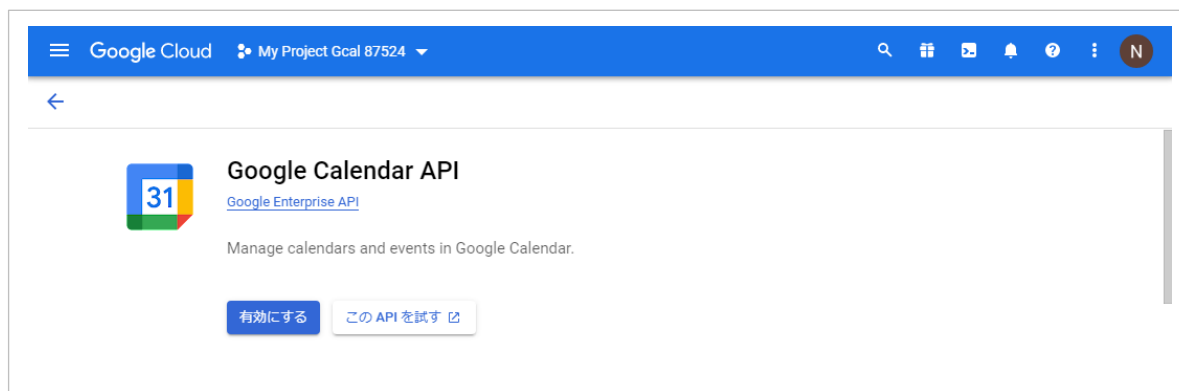 Google Cloud My Project Gcal 87524 N
Google Calendar API
31
Google Enterprise API
Manage calendars and events in Google Calendar.
有効にする この API を試す